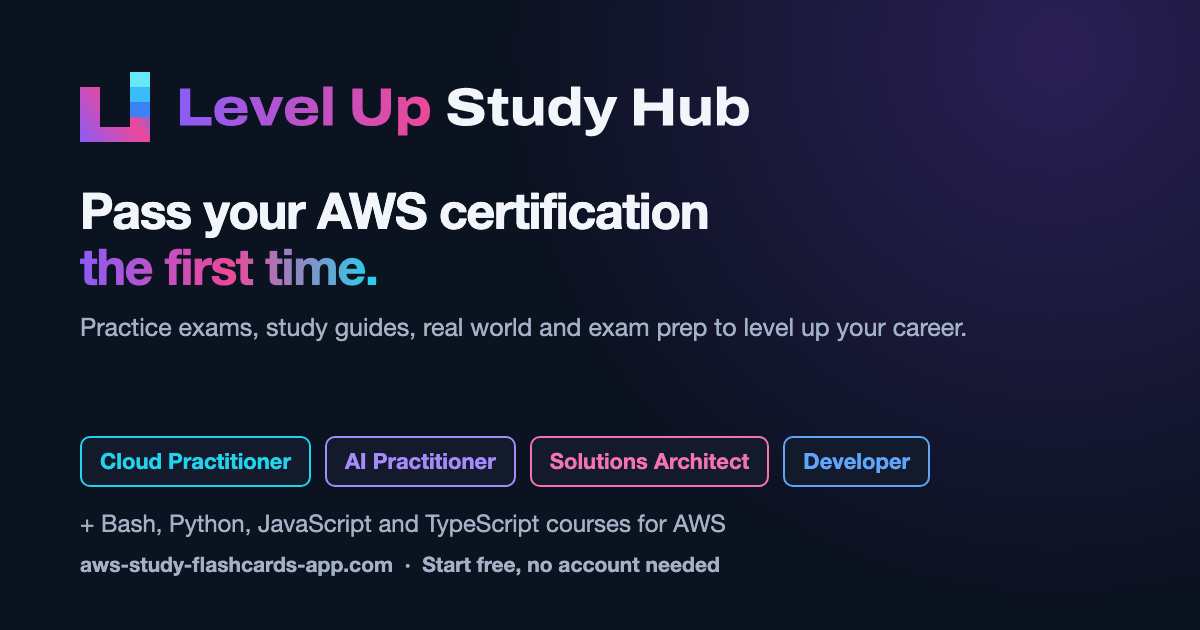 Level Up Study Hub
Pass your AWS certification
the first time.
Practice exams, study guides, real world and exam prep to level up your career.
Cloud Practitioner
AI Practitioner
Solutions Architect
Developer
+ Bash, Python, JavaScript and TypeScript courses for AWS
aws-study-flashcards-app.com · Start free, no account needed